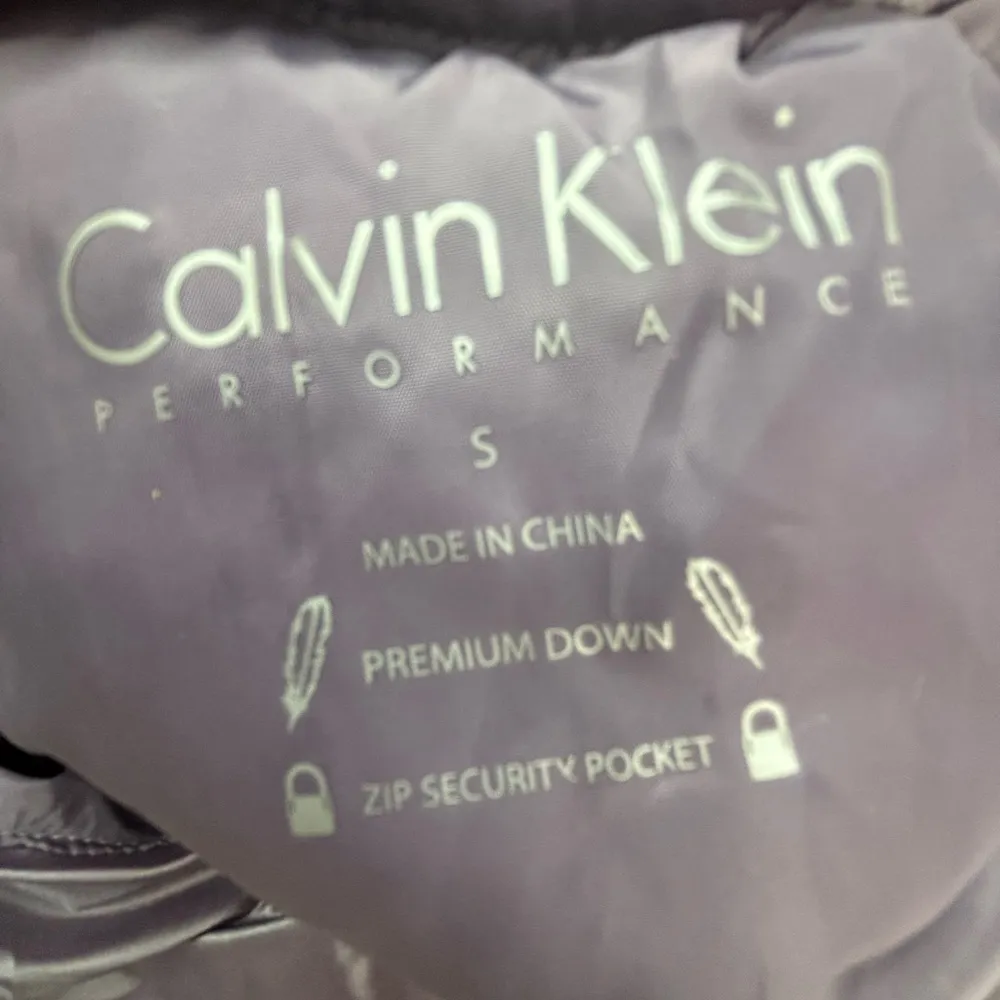 Calvin Klein
PERFORMANCE
S
MADE IN CHINA
PREMIUM DOWN
ZIP SECURITY POCKET